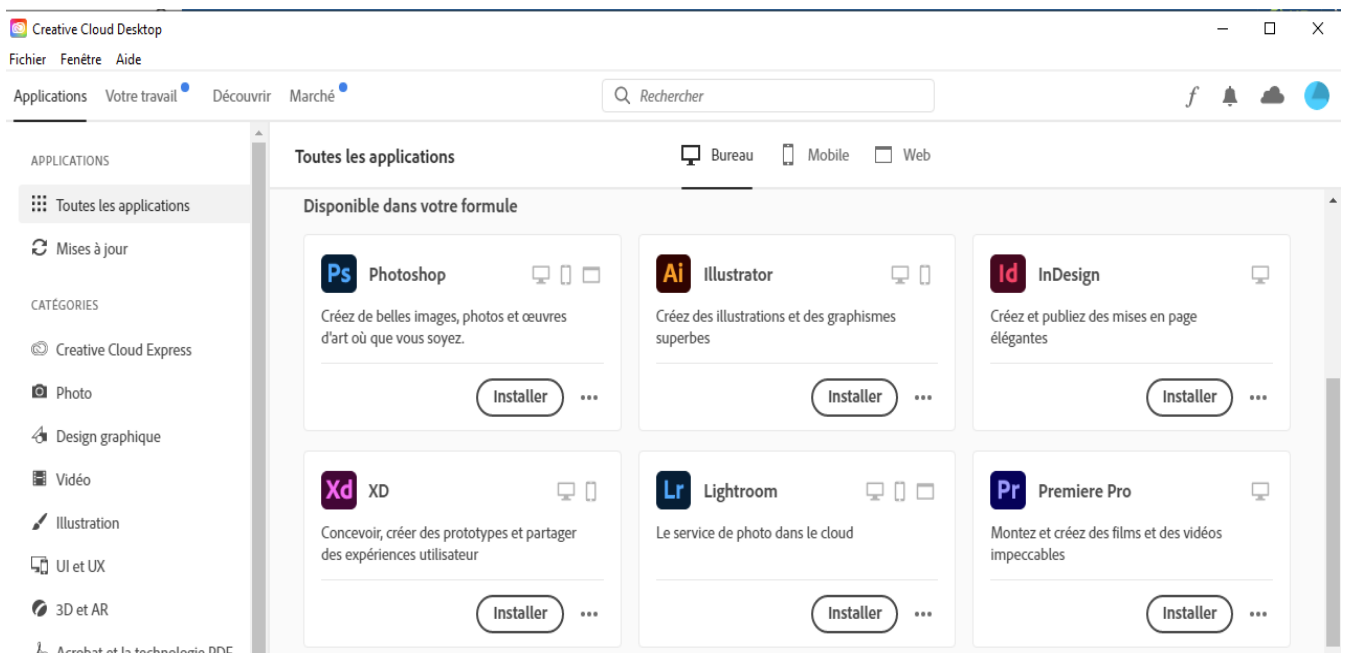 Creative Cloud Desktop
Fichier Fenêtre Aide
Applications Votre travail Découvrir Marché Rechercher
APPLICATIONS
Toutes les applications
Mises à jour
CATÉGORIES
Creative Cloud Express
Photo
Design graphique
Vidéo
Illustration
UI et UX
3D et AR
Acrobat et la technologie PDF
Toutes les applications Bureau Mobile Web
Disponible dans votre formule
Ps Photoshop
Créez de belles images, photos et œuvres
d'art où que vous soyez.
Installer
Ai Illustrator
Créez des illustrations et des graphismes
superbes
Installer
Id InDesign
Créez et publiez des mises en page
élégantes
Installer
Xd XD
Concevoir, créer des prototypes et partager
des expériences utilisateur
Installer
Lr Lightroom
Le service de photo dans le cloud
Installer
Pr Premiere Pro
Montez et créez des films et des vidéos
impeccables
Installer